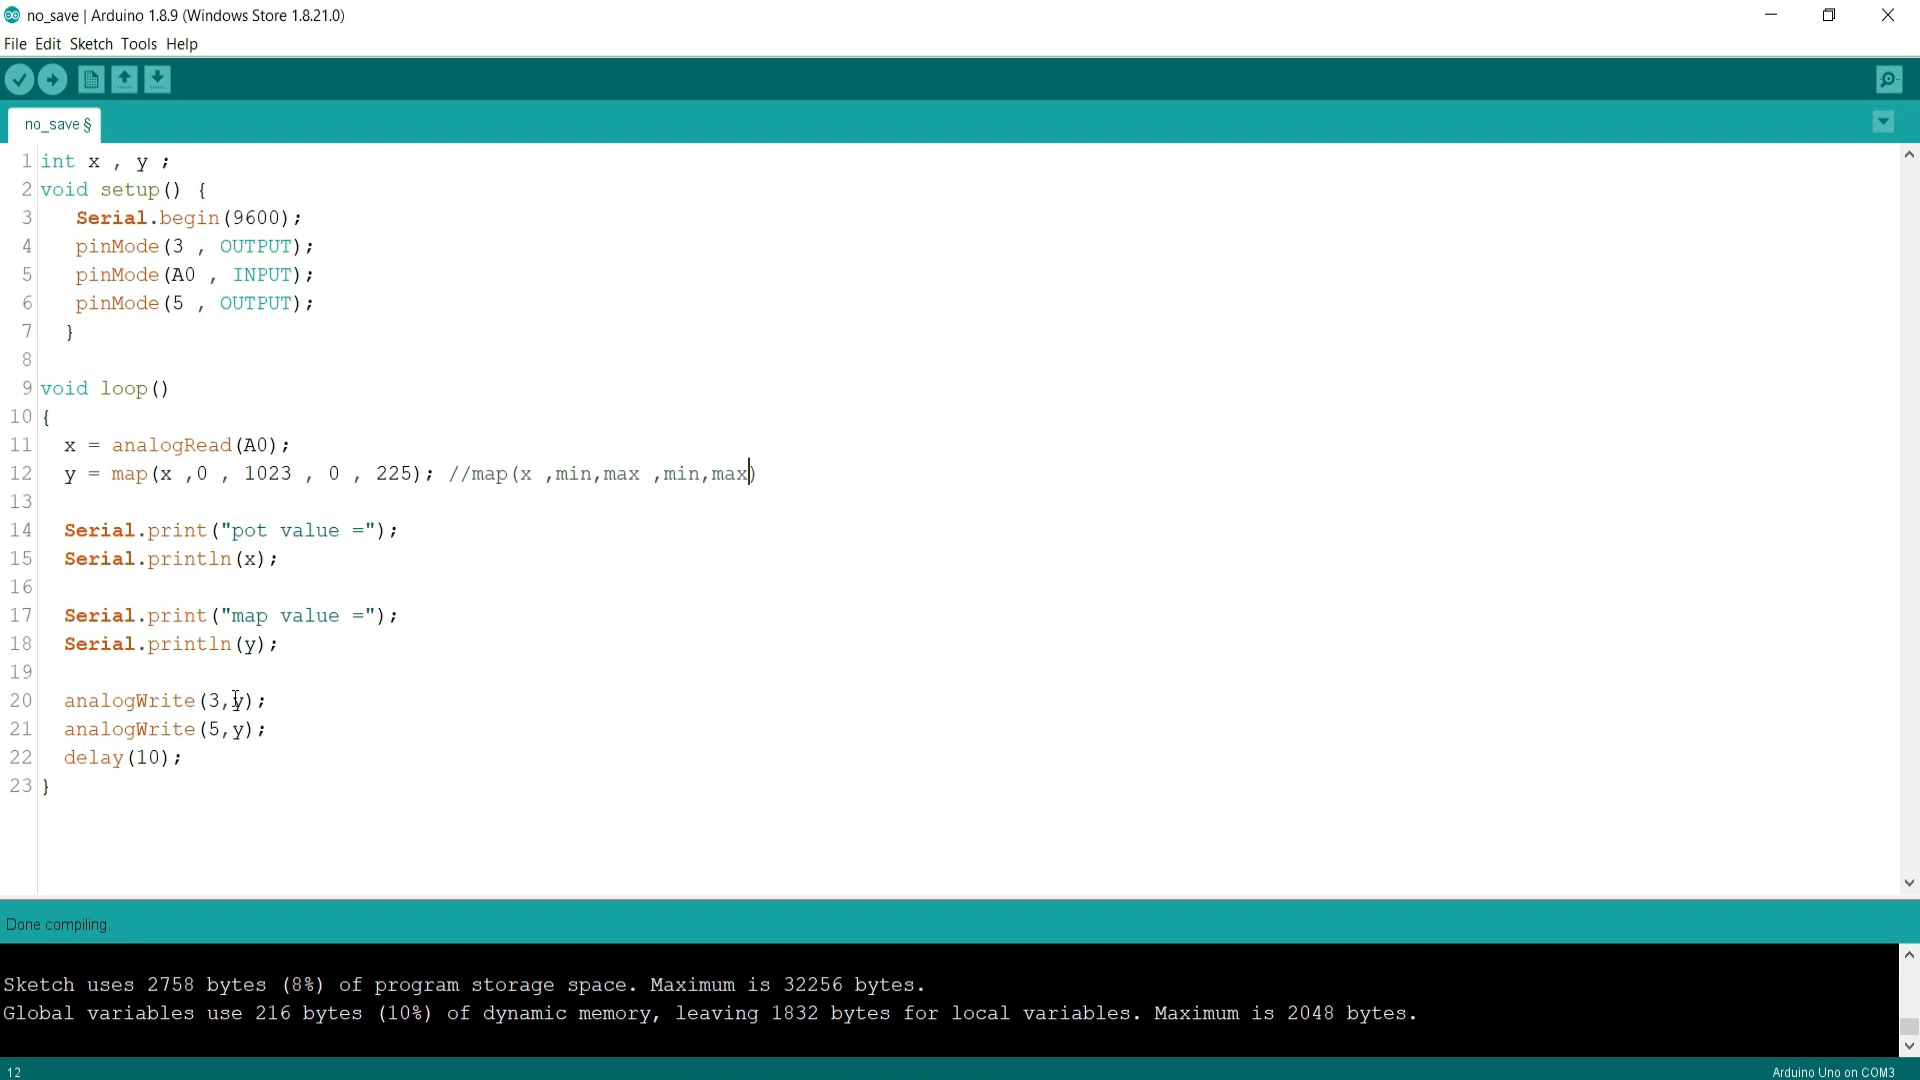 no_save | Arduino 1.8.9 (Windows Store 1.8.21.0)
File Edit Sketch Tools Help
no_save §
1 int x , y ;
2 void setup() {
3    Serial.begin(9600);
4    pinMode(3 , OUTPUT);
5    pinMode(A0 , INPUT);
6    pinMode(5 , OUTPUT);
7   }
8
9 void loop()
10 {
11   x = analogRead(A0);
12   y = map(x ,0 , 1023 , 0 , 225); //map(x ,min,max ,min,max)
13
14   Serial.print("pot value =");
15   Serial.println(x);
16
17   Serial.print("map value =");
18   Serial.println(y);
19
20   analogWrite(3,y);
21   analogWrite(5,y);
22   delay(10);
23 }
Done compiling.
Sketch uses 2758 bytes (8%) of program storage space. Maximum is 32256 bytes.
Global variables use 216 bytes (10%) of dynamic memory, leaving 1832 bytes for local variables. Maximum is 2048 bytes.
12 Arduino Uno on COM3